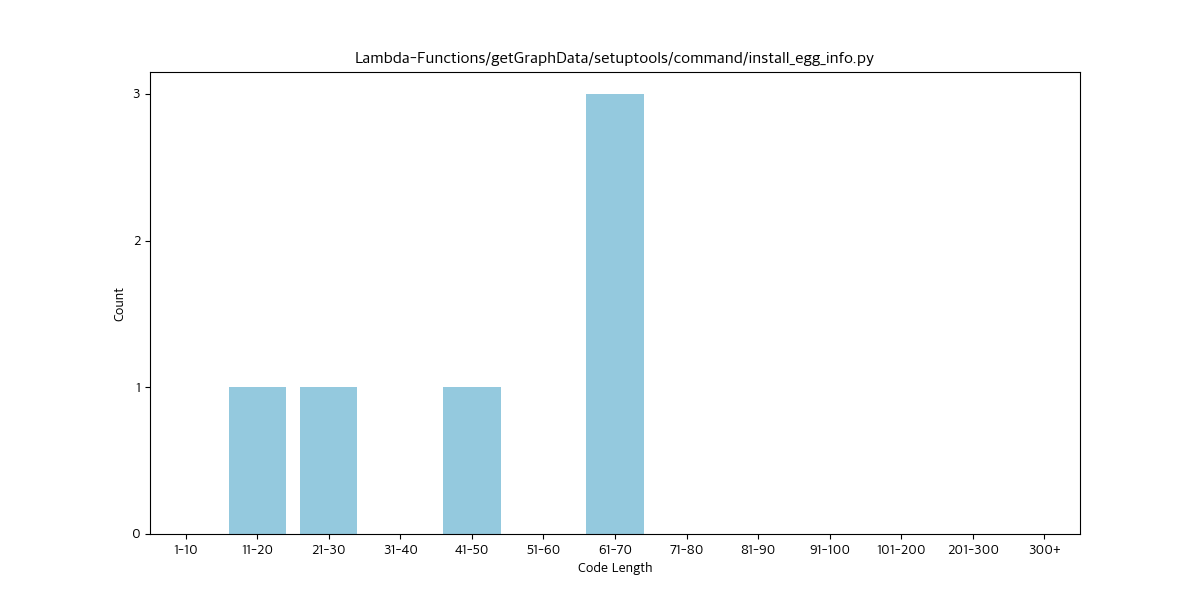 Lambda-Functions/getGraphData/setuptools/command/install_egg_info.py
3
2
1
0
Count
1-10 11-20 21-30 31-40 41-50 51-60 61-70 71-80 81-90 91-100 101-200 201-300 300+
Code Length